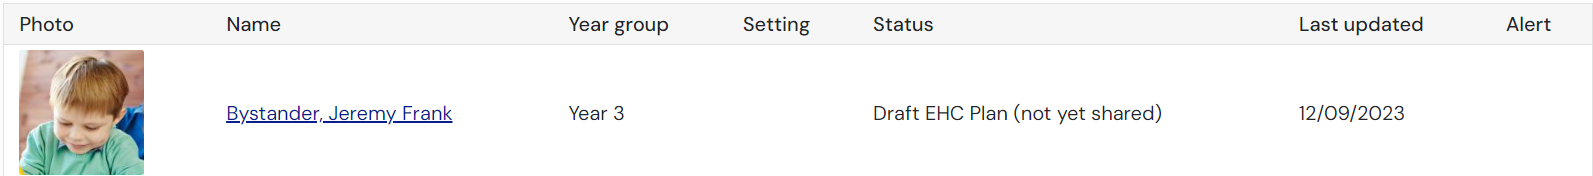 Photo Name Year group Setting Status Last updated Alert
Bystander, Jeremy Frank Year 3 Draft EHC Plan (not yet shared) 12/09/2023